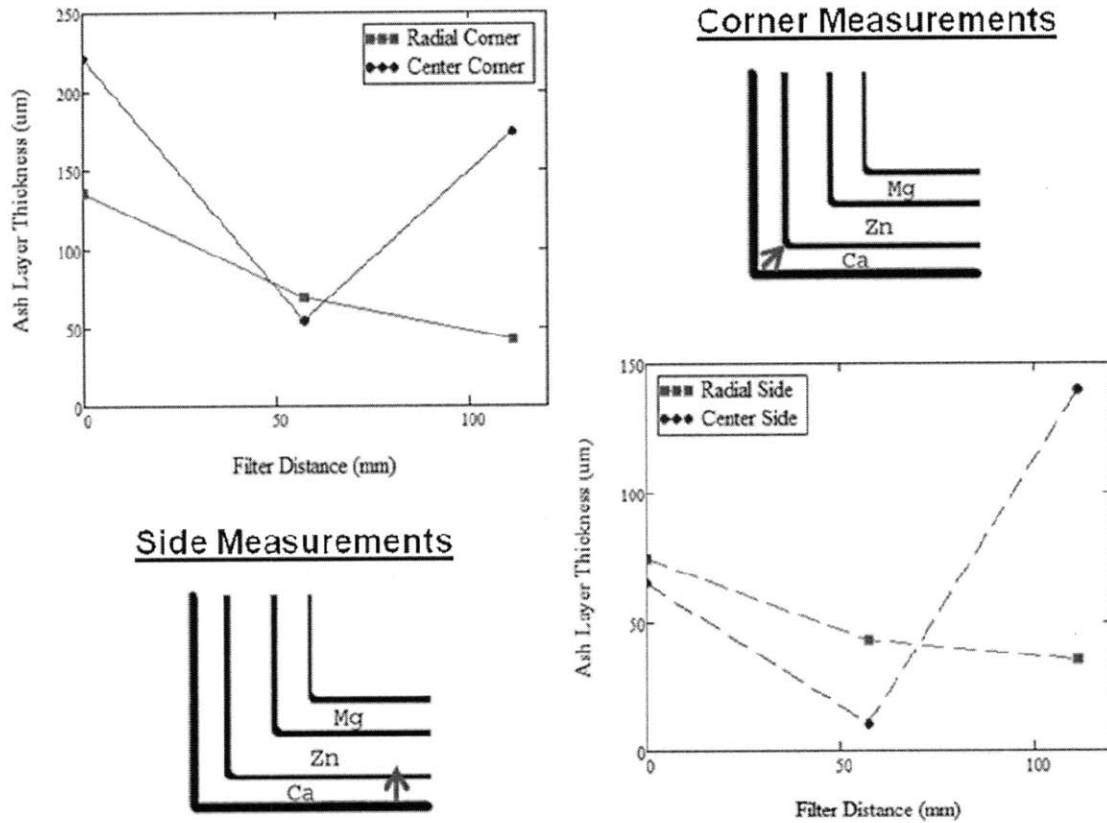 250
200
150
100
50
0
0
50
100
Ash Layer Thickness (um)
Filter Distance (mm)
Radial Corner
Center Corner
Corner Measurements
Mg
Zn
Ca
Side Measurements
Mg
Zn
Ca
150
100
50
0
0
50
100
Ash Layer Thickness (um)
Filter Distance (mm)
Radial Side
Center Side